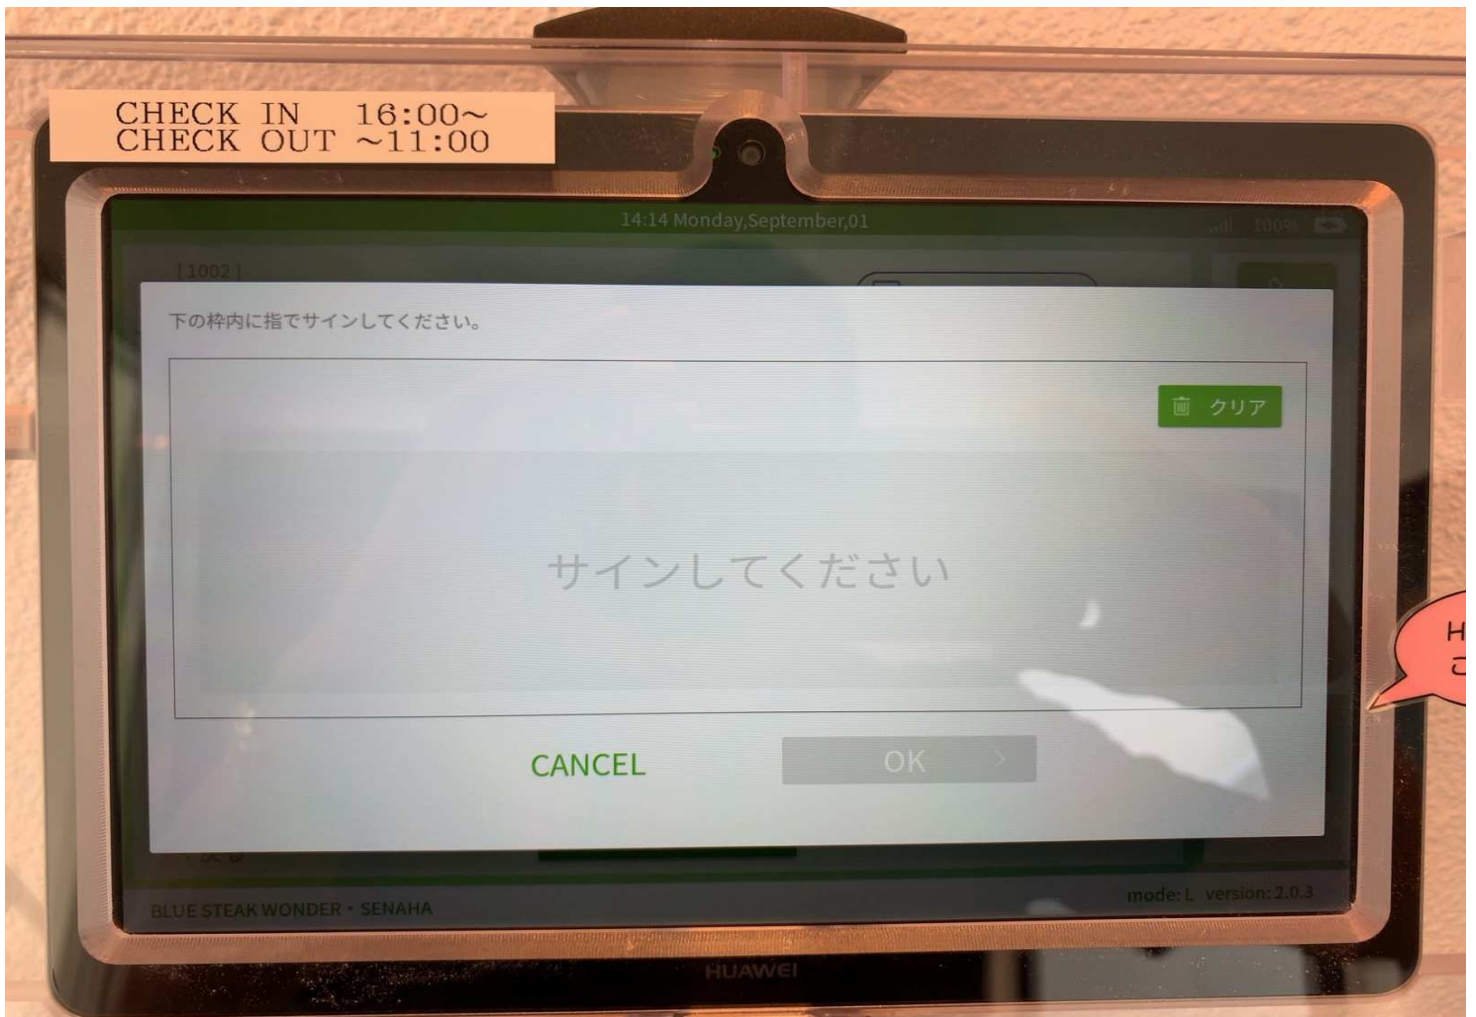 CHECK IN 16:00~
CHECK OUT ~11:00
14:14 Monday,September,01
100%
[1002]
下の枠内に指でサインしてください。
クリア
サインしてください
CANCEL
OK >
BLUE STEAK WONDER・SENAHA
mode: L version: 2.0.3
HUAWEI